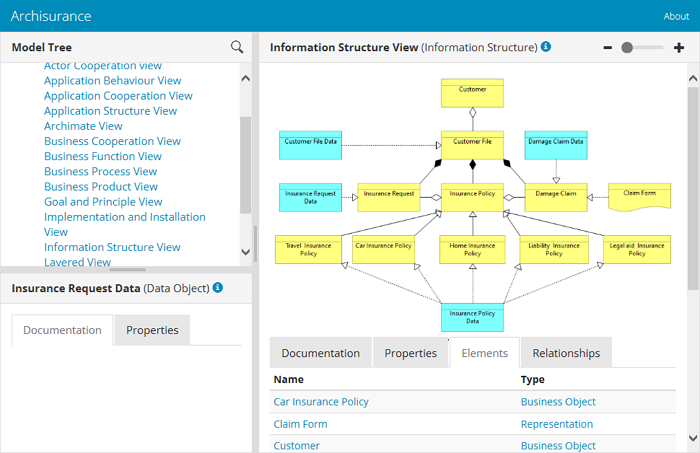 Archisurance
About
Model Tree
Actor Cooperation View
Application Behaviour View
Application Cooperation View
Application Structure View
Archimate View
Business Cooperation View
Business Function View
Business Process View
Business Product View
Goal and Principle View
Implementation and Installation
View
Information Structure View
Layered View
Insurance Request Data (Data Object)
Documentation
Properties
Information Structure View (Information Structure)
Customer
Customer File Data
Customer File
Damage Claim Data
Insurance Request
Data
Insurance Request
Insurance Policy
Damage Claim
Claim Form
Travel Insurance
Policy
Car Insurance Policy
Home Insurance
Policy
Liability Insurance
Policy
Legal aid Insurance
Policy
Insurance Policy
Data
Documentation
Properties
Elements
Relationships
Name Type
Car Insurance Policy Business Object
Claim Form Representation
Customer Business Object